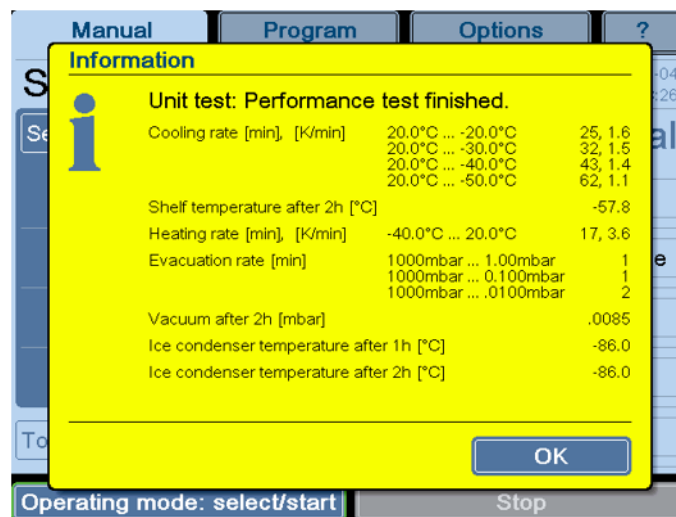 Manual Program Options ?
Information
Unit test: Performance test finished.
Cooling rate [min], [K/min] 20.0°C ... -20.0°C 25, 1.6
20.0°C ... -30.0°C 32, 1.5
20.0°C ... -40.0°C 43, 1.4
20.0°C ... -50.0°C 62, 1.1
Shelf temperature after 2h [°C] -57.8
Heating rate [min], [K/min] -40.0°C ... 20.0°C 17, 3.6
Evacuation rate [min] 1000mbar ... 1.00mbar 1
1000mbar ... 0.100mbar 1
1000mbar ... .0100mbar 2
Vacuum after 2h [mbar] .0085
Ice condenser temperature after 1h [°C] -86.0
Ice condenser temperature after 2h [°C] -86.0
OK
Operating mode: select/start Stop